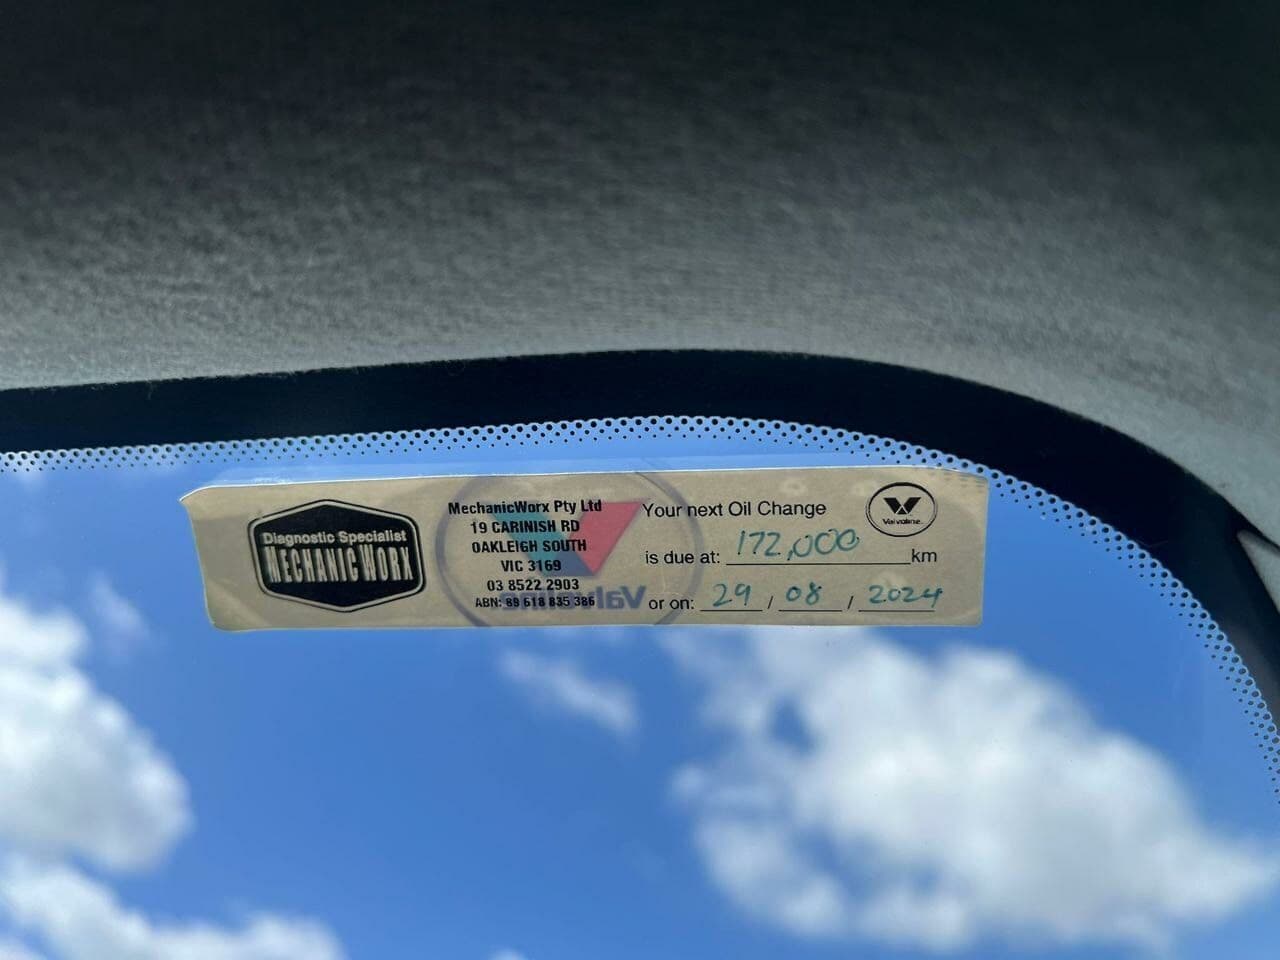 Diagnostic Specialist
MECHANICWORX
MechanicWorx Pty Ltd
19 CARINISH RD
OAKLEIGH SOUTH
VIC 3169
03 8522 2903
ABN: 89 618 835 386
Your next Oil Change
is due at: 172,000 km
or on: 29 / 08 / 2024
Valvoline
Valvoline